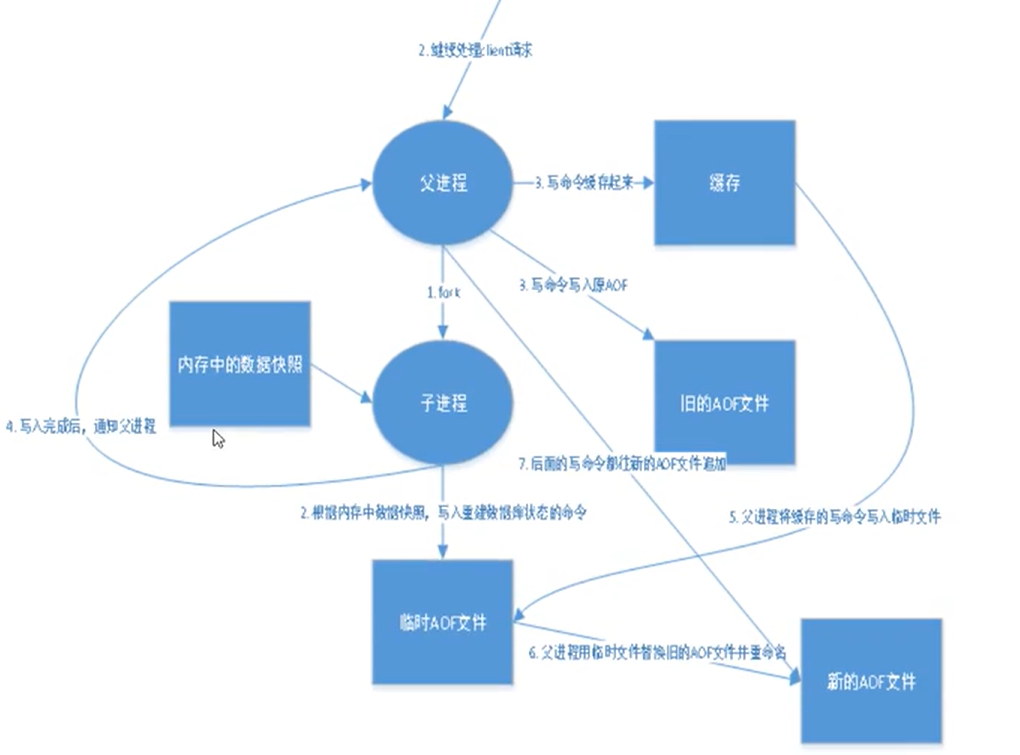 2.继续处理client请求
父进程
3.写命令缓存起来
缓存
1.fork
3.写命令写入原AOF
内存中的数据快照
子进程
旧的AOF文件
4.写入完成后，通知父进程
7.后面的写命令都往新的AOF文件追加
2.根据内存中数据快照，写入重建数据库状态的命令
5.父进程将缓存的写命令写入临时文件
临时AOF文件
6.父进程用临时文件替换旧的AOF文件并重命名
新的AOF文件